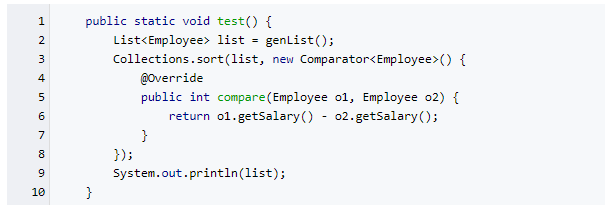 1 public static void test() {
2 List<Employee> list = genList();
3 Collections.sort(list, new Comparator<Employee>() {
4 @Override
5 public int compare(Employee o1, Employee o2) {
6 return o1.getSalary() - o2.getSalary();
7 }
8 });
9 System.out.println(list);
10 }